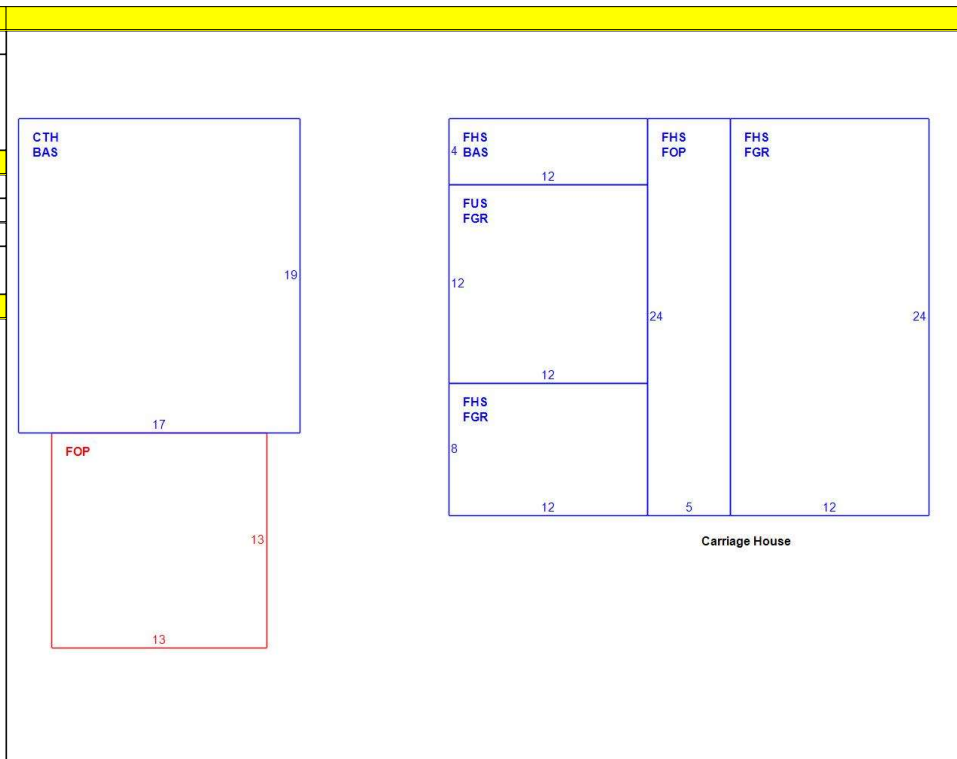 CTH
BAS
19
17
FOP
13
13
FHS
4 BAS
12
FUS
FGR
12
12
FHS
FGR
8
12
FHS
FOP
24
5
FHS
FGR
24
12
Carriage House